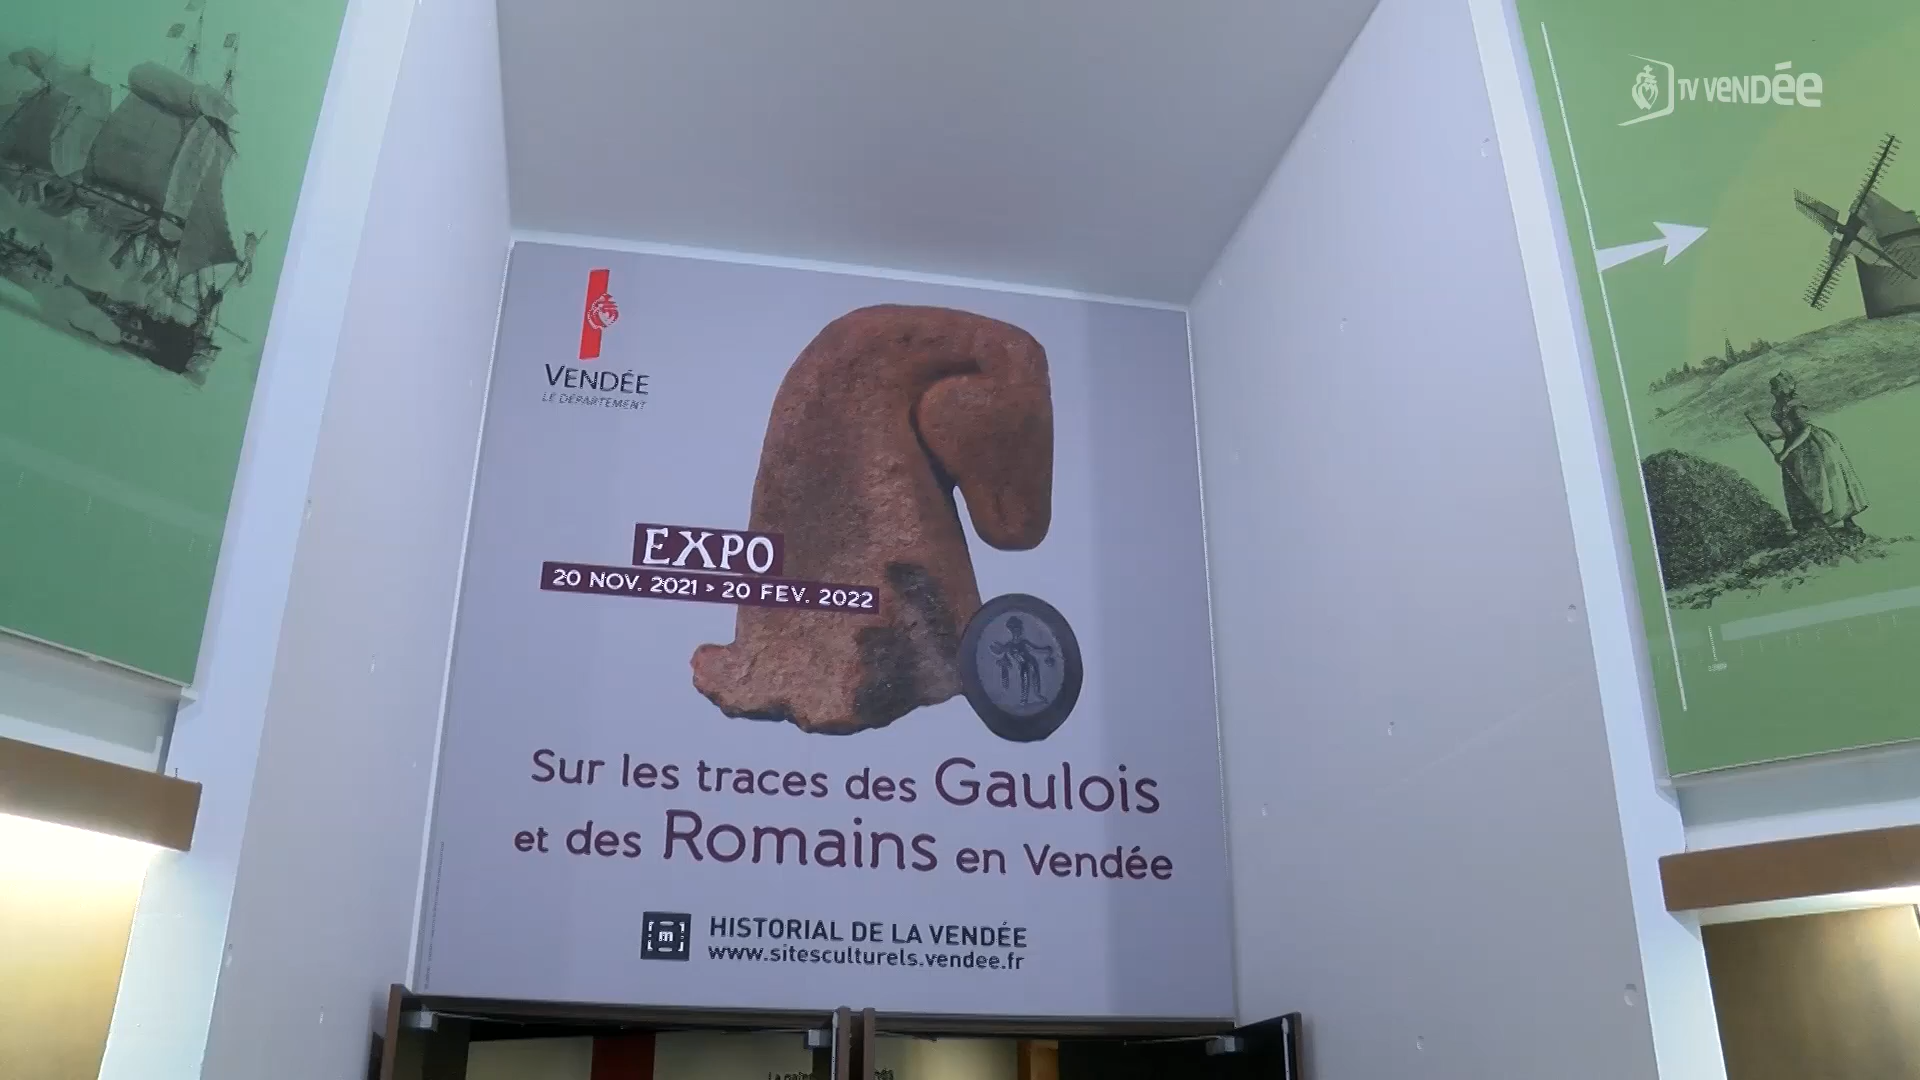 TV VENDÉE
VENDÉE
LE DÉPARTEMENT
EXPO
20 NOV. 2021 > 20 FEV. 2022
Sur les traces des Gaulois
et des Romains en Vendée
m
HISTORIAL DE LA VENDÉE
www.sitesculturels.vendee.fr